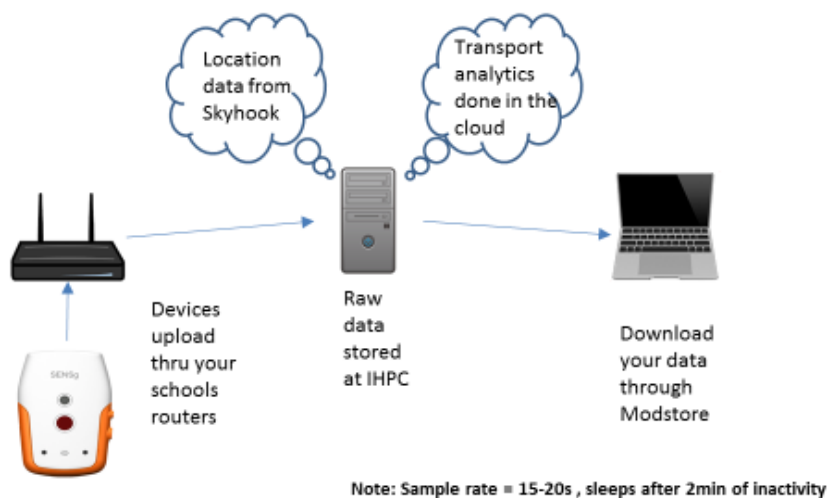 Location
data from
Skyhook
Transport
analytics
done in the
cloud
Devices
upload
thru your
schools
routers
SENSg
Raw
data
stored
at IHPC
Download
your data
through
Modstore
Note: Sample rate = 15-20s , sleeps after 2min of inactivity